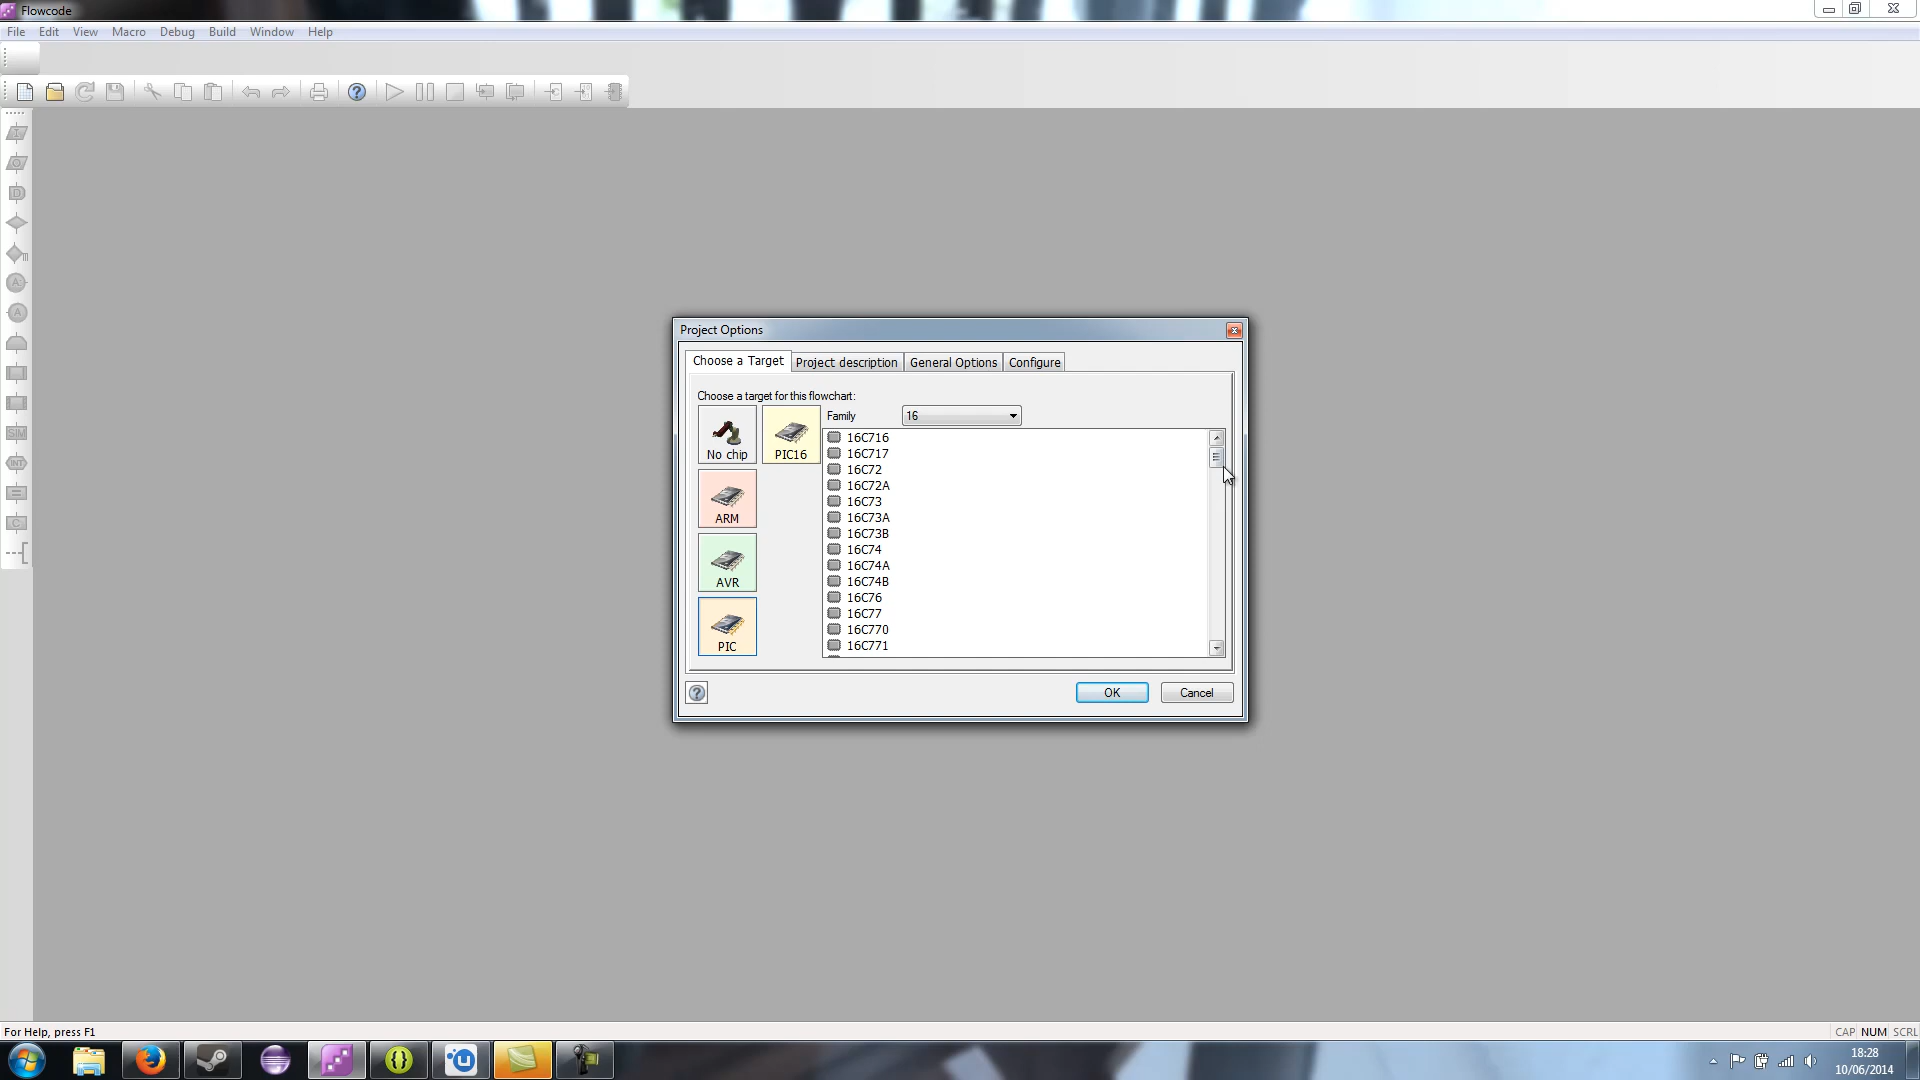 Flowcode
File Edit View Macro Debug Build Window Help
Project Options
Choose a Target Project description General Options Configure
Choose a target for this flowchart:
No chip
PIC16
ARM
AVR
PIC
Family 16
16C716
16C717
16C72
16C72A
16C73
16C73A
16C73B
16C74
16C74A
16C74B
16C76
16C77
16C770
16C771
OK Cancel
For Help, press F1
CAP NUM SCRL
18:28
10/06/2014